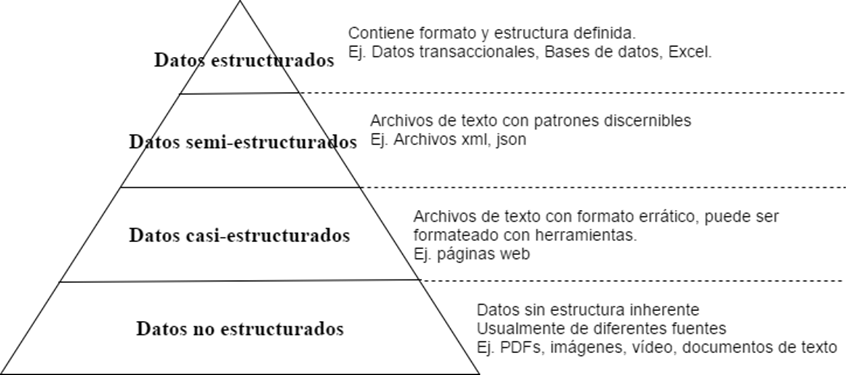 Datos estructurados
Contiene formato y estructura definida.
Ej. Datos transaccionales, Bases de datos, Excel.
Datos semi-estructurados
Archivos de texto con patrones discernibles
Ej. Archivos xml, json
Datos casi-estructurados
Archivos de texto con formato errático, puede ser
formateado con herramientas.
Ej. páginas web
Datos no estructurados
Datos sin estructura inherente
Usualmente de diferentes fuentes
Ej. PDFs, imágenes, vídeo, documentos de texto